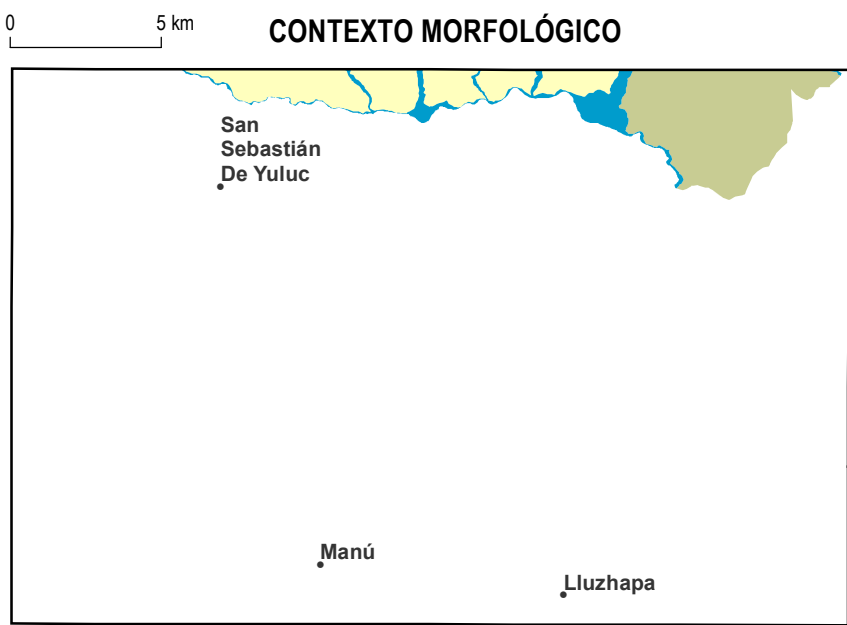 0 5 km
CONTEXTO MORFOLÓGICO
San
Sebastián
De Yuluc
Manú
Lluzhapa